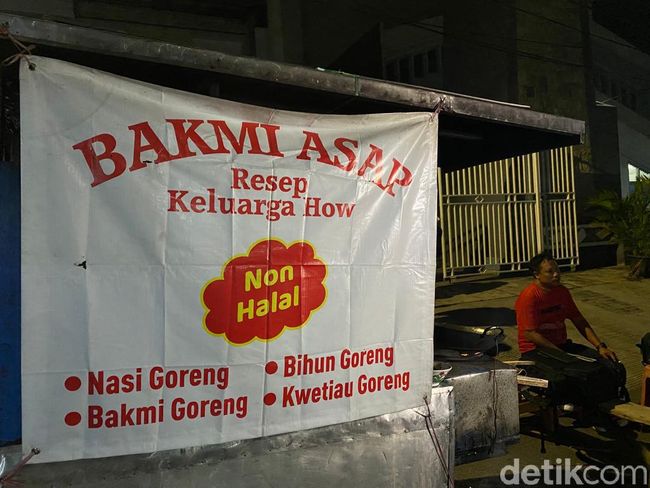 BAKMI ASAP
Resep
Keluarga How
Non
Halal
• Nasi Goreng
• Bakmi Goreng
• Bihun Goreng
• Kwetiau Goreng
detikcom